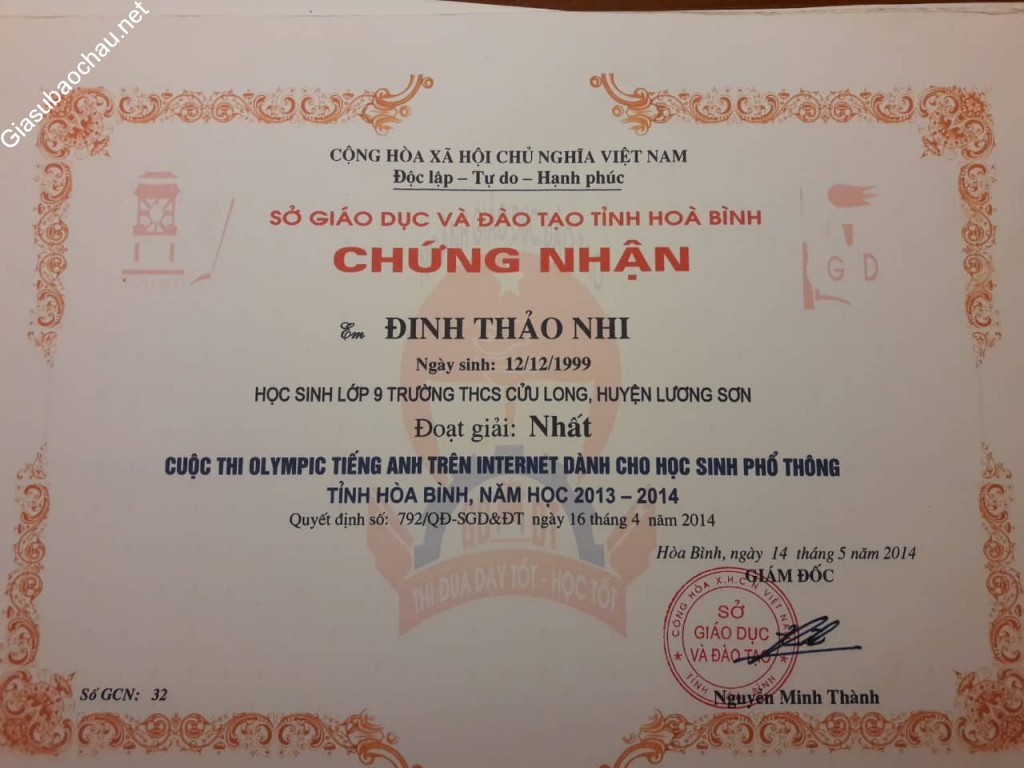 Giasubaochau.net
CỘNG HÒA XÃ HỘI CHỦ NGHĨA VIỆT NAM
Độc lập – Tự do – Hạnh phúc
SỞ GIÁO DỤC VÀ ĐÀO TẠO TỈNH HOÀ BÌNH
CHỨNG NHẬN
G D
Em ĐINH THẢO NHI
Ngày sinh: 12/12/1999
HỌC SINH LỚP 9 TRƯỜNG THCS CỬU LONG, HUYỆN LƯƠNG SƠN
Đoạt giải: Nhất
CUỘC THI OLYMPIC TIẾNG ANH TRÊN INTERNET DÀNH CHO HỌC SINH PHỔ THÔNG
TỈNH HÒA BÌNH, NĂM HỌC 2013 – 2014
Quyết định số: 792/QĐ-SGD&ĐT ngày 16 tháng 4 năm 2014
THI ĐUA DẠY TỐT - HỌC TỐT
Hòa Bình, ngày 14 tháng 5 năm 2014
GIÁM ĐỐC
CỘNG HÒA X.H.C.N VIỆT NAM
SỞ
GIÁO DỤC
VÀ ĐÀO TẠO
Nguyễn Minh Thành
Số GCN: 32